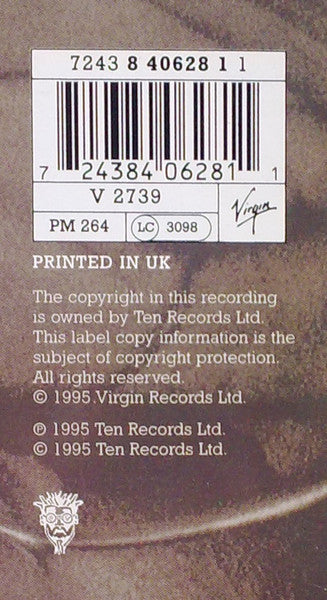 7243 8 40628 1 1
7 24384 06281 1
V 2739
Virgin
PM 264
LC 3098
PRINTED IN UK
The copyright in this recording
is owned by Ten Records Ltd.
This label copy information is the
subject of copyright protection.
All rights reserved.
© 1995 Virgin Records Ltd.
℗ 1995 Ten Records Ltd.
© 1995 Ten Records Ltd.